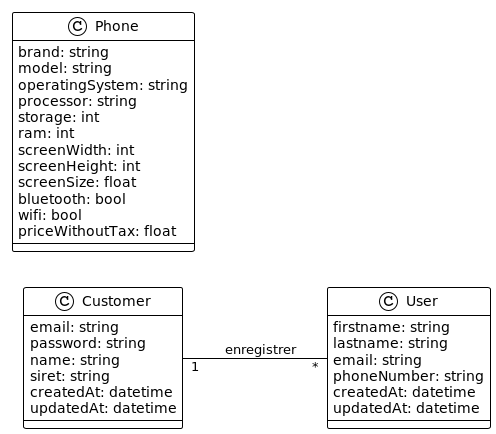 C Phone
brand: string
model: string
operatingSystem: string
processor: string
storage: int
ram: int
screenWidth: int
screenHeight: int
screenSize: float
bluetooth: bool
wifi: bool
priceWithoutTax: float
C Customer
email: string
password: string
name: string
siret: string
createdAt: datetime
updatedAt: datetime
enregistrer
1 *
C User
firstname: string
lastname: string
email: string
phoneNumber: string
createdAt: datetime
updatedAt: datetime